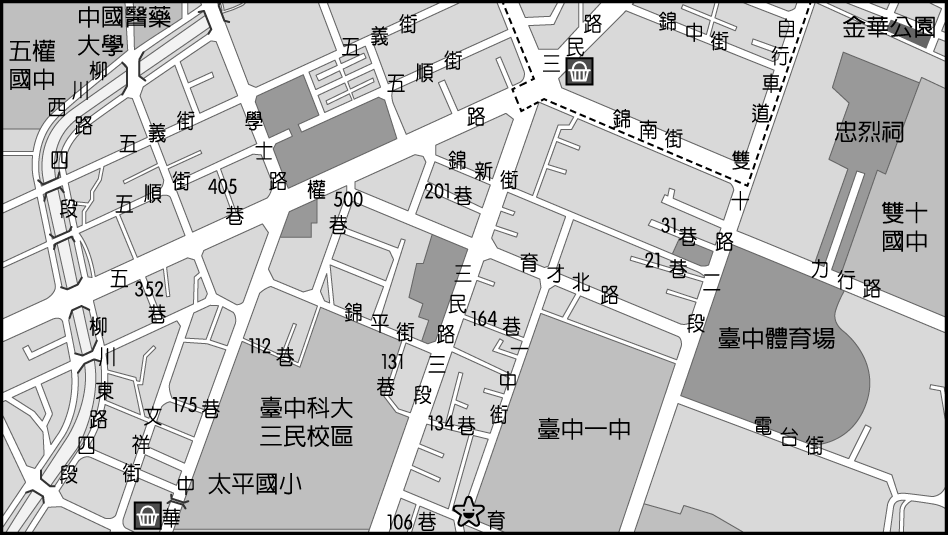 中國醫藥
大學
五權
國中
金華公園
忠烈祠
雙十
國中
臺中體育場
臺中科大
三民校區
臺中一中
太平國小
柳川西路四段
五義街
五順街
五義街
五順街
學士路
五權路
405巷
500巷
201巷
352巷
錦新街
三民路
錦中街
自行車道
錦南街
雙十路二段
31巷
21巷
力行路
育才北路
三民路三段
164巷
一中街
錦平街
112巷
131巷
134巷
175巷
106巷
柳川東路四段
文祥街
中華
育
電台街